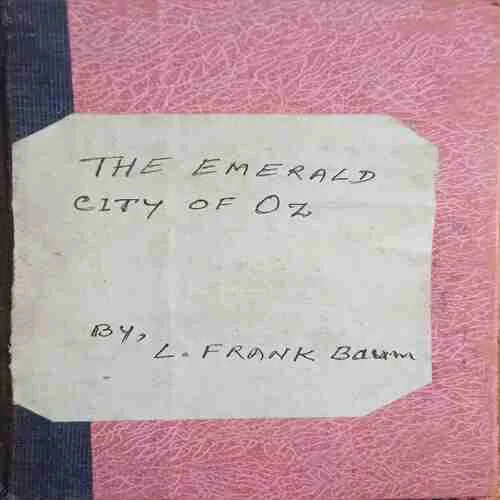 THE EMERALD
CITY OF OZ
BY,
L. FRANK Baum